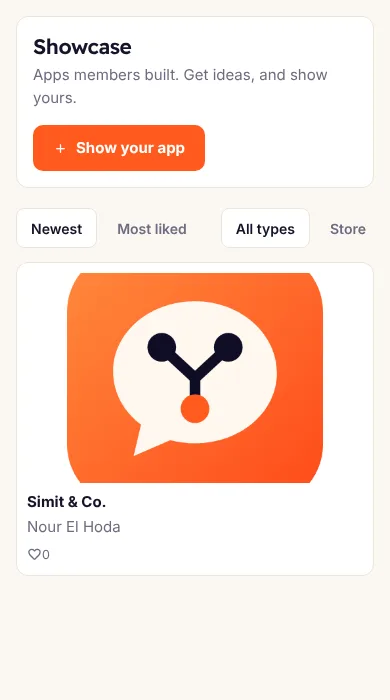 Showcase
Apps members built. Get ideas, and show
yours.
+ Show your app
Newest Most liked All types Store
Simit & Co.
Nour El Hoda
0